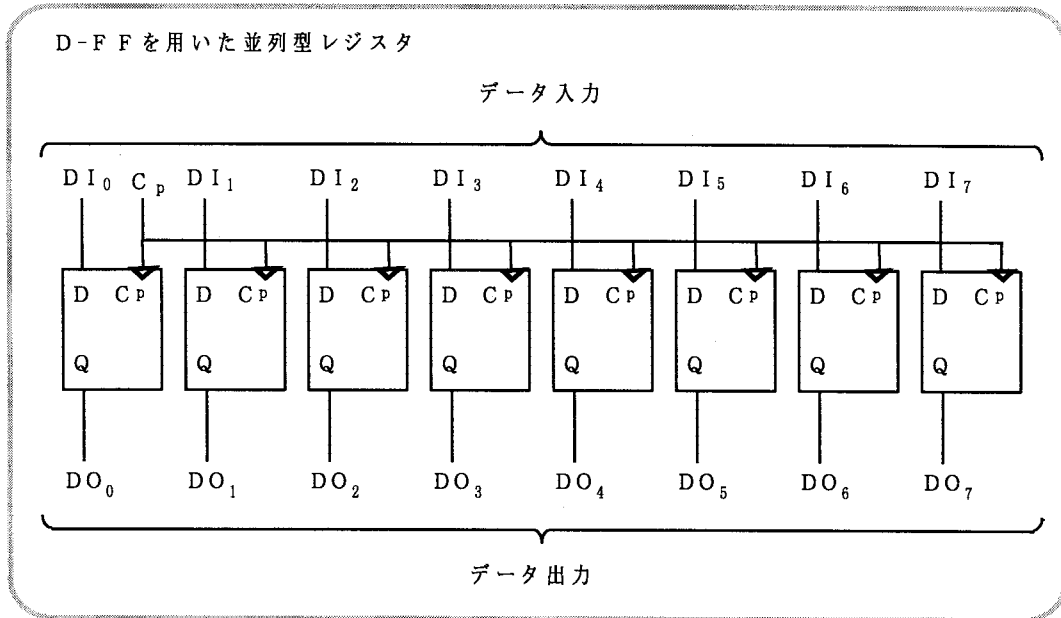 D-FFを用いた並列型レジスタ
データ入力
DI₀ Cₚ DI₁ DI₂ DI₃ DI₄ DI₅ DI₆ DI₇
D Cp D Cp D Cp D Cp D Cp D Cp D Cp D Cp
Q Q Q Q Q Q Q Q
DO₀ DO₁ DO₂ DO₃ DO₄ DO₅ DO₆ DO₇
データ出力